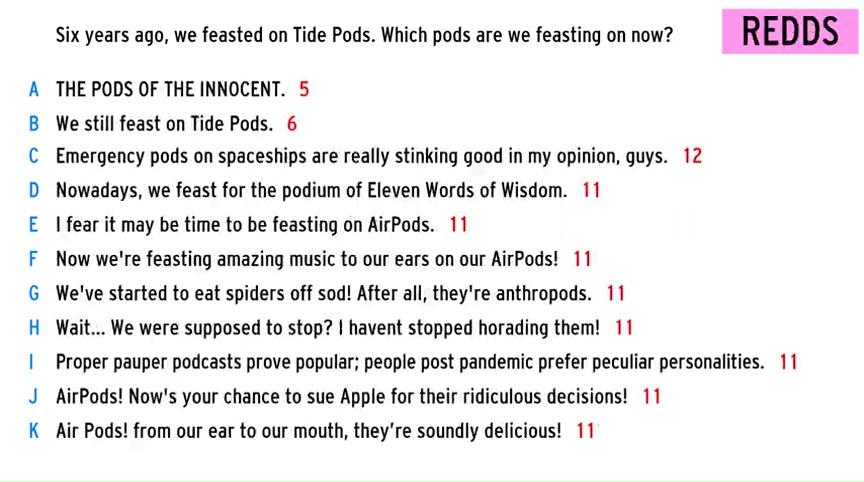 Six years ago, we feasted on Tide Pods. Which pods are we feasting on now?
REDDS
A THE PODS OF THE INNOCENT. 5
B We still feast on Tide Pods. 6
C Emergency pods on spaceships are really stinking good in my opinion, guys. 12
D Nowadays, we feast for the podium of Eleven Words of Wisdom. 11
E I fear it may be time to be feasting on AirPods. 11
F Now we're feasting amazing music to our ears on our AirPods! 11
G We've started to eat spiders off sod! After all, they're anthropods. 11
H Wait... We were supposed to stop? I havent stopped horading them! 11
I Proper pauper podcasts prove popular; people post pandemic prefer peculiar personalities. 11
J AirPods! Now's your chance to sue Apple for their ridiculous decisions! 11
K Air Pods! from our ear to our mouth, they're soundly delicious! 11